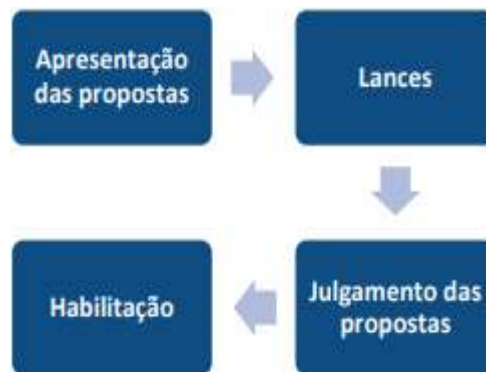 Apresentação
das propostas
Lances
Julgamento das
propostas
Habilitação